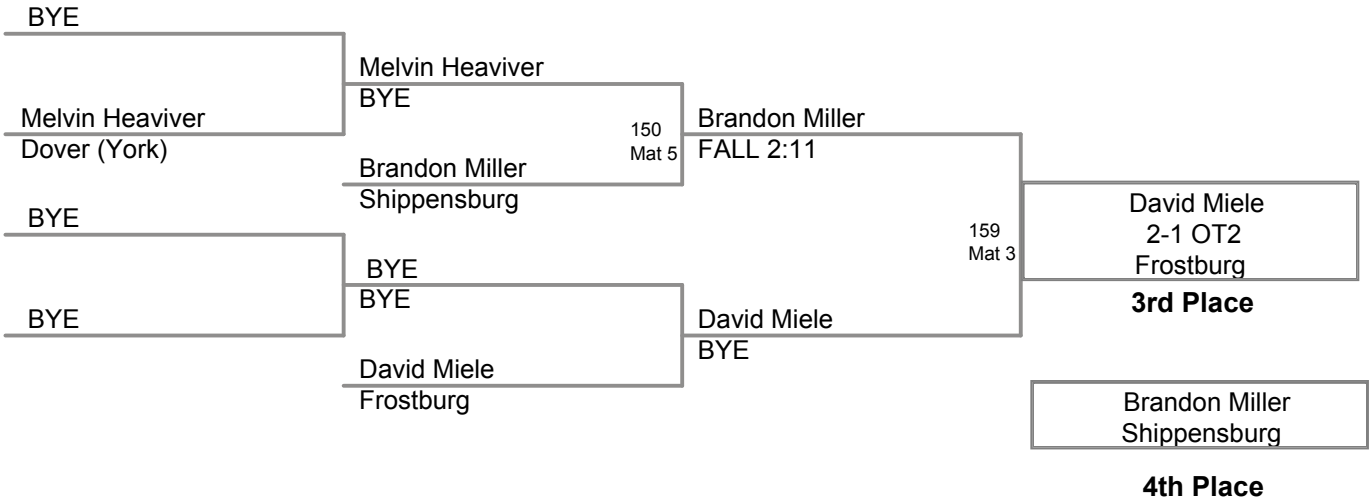 BYE
Melvin Heaviver
BYE
Melvin Heaviver
Dover (York)
150
Mat 5
Brandon Miller
FALL 2:11
Brandon Miller
Shippensburg
BYE
David Miele
2-1 OT2
Frostburg
159
Mat 3
BYE
BYE
3rd Place
BYE
David Miele
BYE
David Miele
Frostburg
Brandon Miller
Shippensburg
4th Place